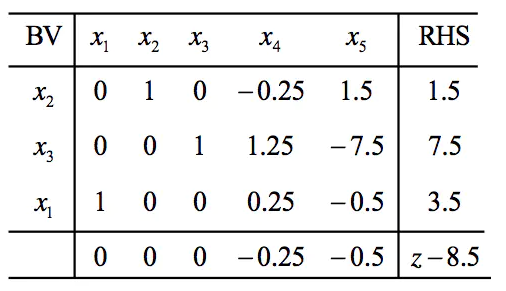 BV x₁ x₂ x₃ x₄ x₅ RHS
x₂ 0 1 0 −0.25 1.5 1.5
x₃ 0 0 1 1.25 −7.5 7.5
x₁ 1 0 0 0.25 −0.5 3.5
0 0 0 −0.25 −0.5 z−8.5